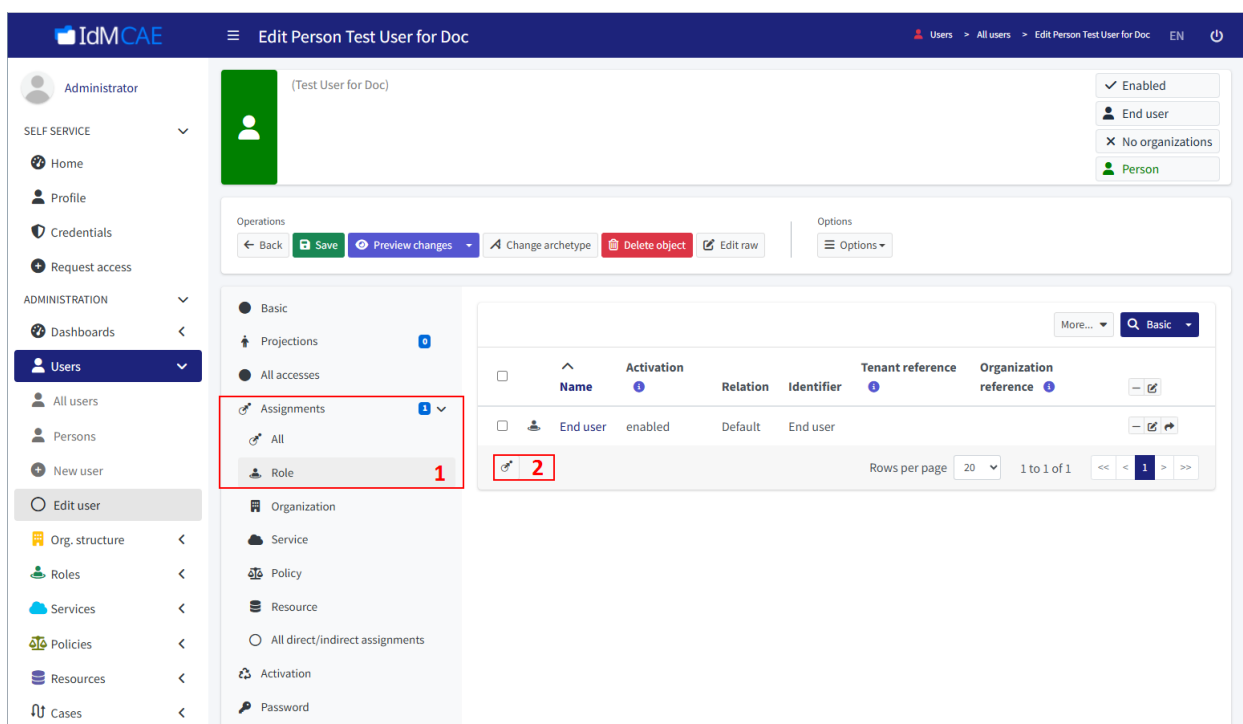 IdMCAE
Edit Person Test User for Doc
Users > All users > Edit Person Test User for Doc EN
Administrator
SELF SERVICE
Home
Profile
Credentials
Request access
ADMINISTRATION
Dashboards
Users
All users
Persons
New user
Edit user
Org. structure
Roles
Services
Policies
Resources
Cases
(Test User for Doc)
Enabled
End user
No organizations
Person
Operations
Back Save Preview changes Change archetype Delete object Edit raw
Options
Options
Basic
Projections 0
All accesses
Assignments 1
All
Role 1
Organization
Service
Policy
Resource
All direct/indirect assignments
Activation
Password
More... Basic
Name Activation Relation Identifier Tenant reference Organization reference
End user enabled Default End user
2
Rows per page 20 1 to 1 of 1 << < 1 > >>